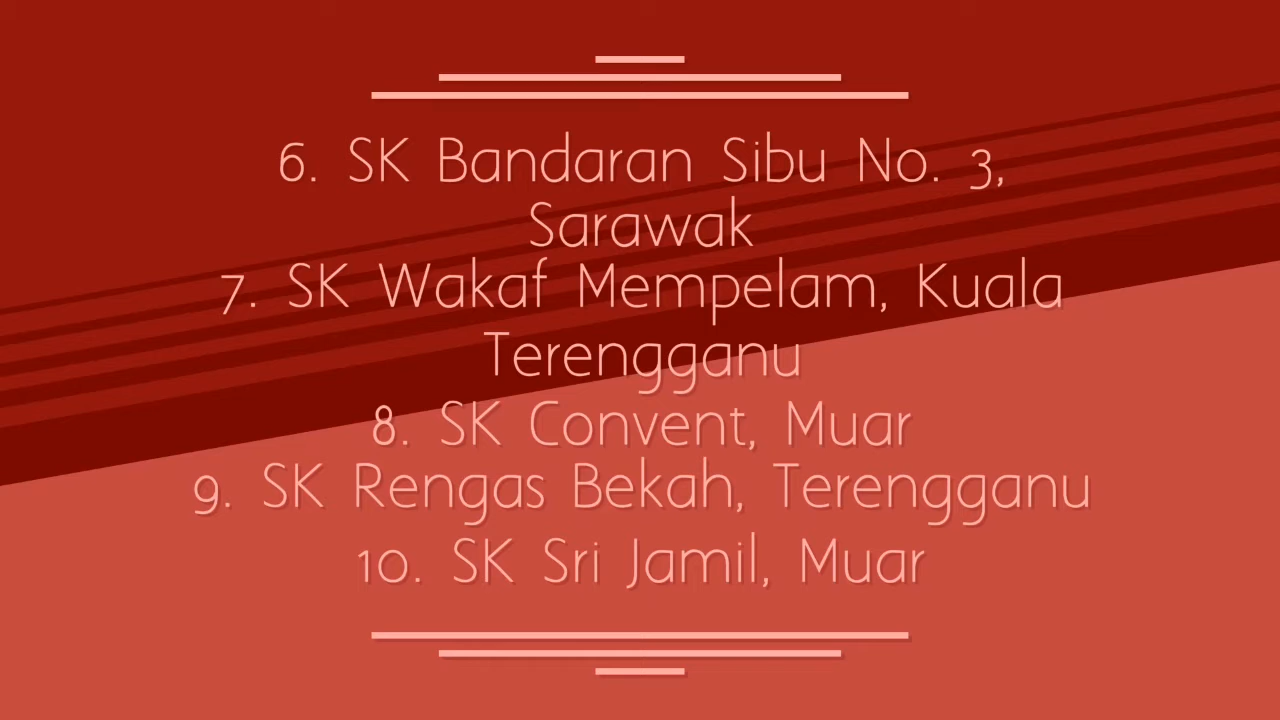 6. SK Bandaran Sibu No. 3,
Sarawak
7. SK Wakaf Mempelam, Kuala
Terengganu
8. SK Convent, Muar
9. SK Rengas Bekah, Terengganu
10. SK Sri Jamil, Muar